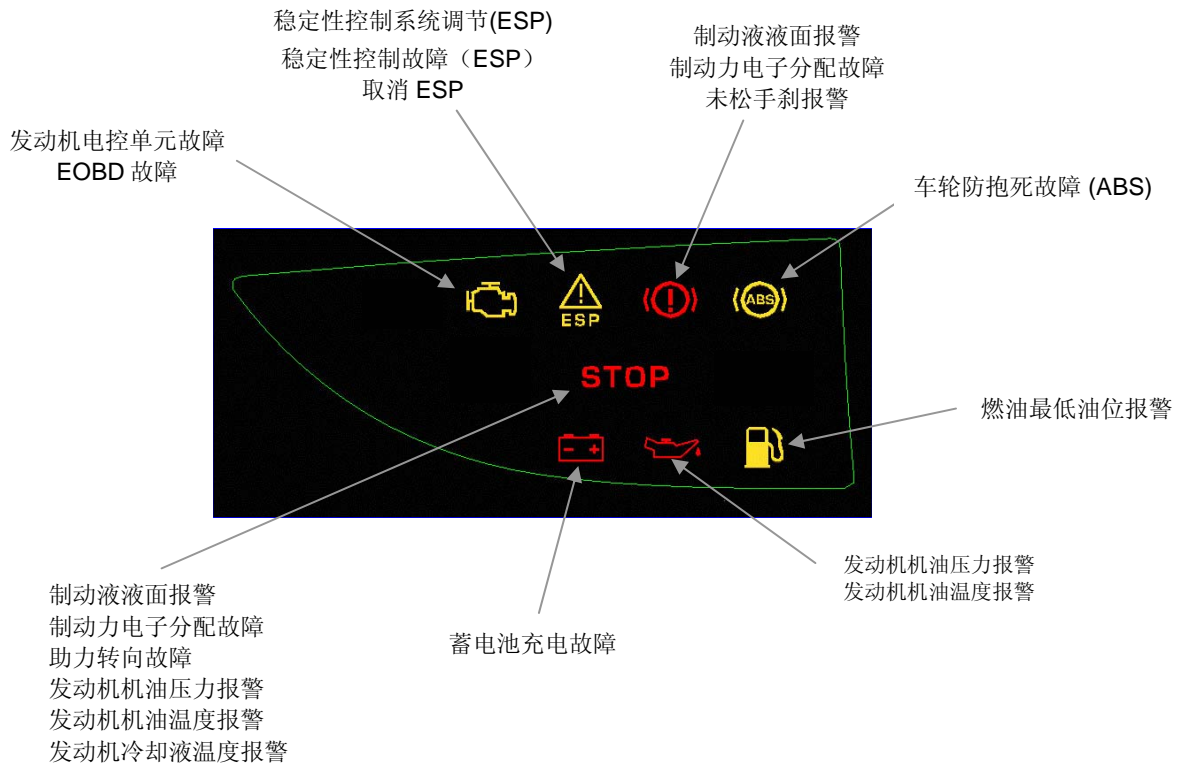 稳定性控制系统调节(ESP)
稳定性控制故障（ESP）
取消 ESP
制动液液面报警
制动力电子分配故障
未松手刹报警
发动机电控单元故障
EOBD 故障
车轮防抱死故障 (ABS)
ESP
ABS
STOP
燃油最低油位报警
发动机机油压力报警
发动机机油温度报警
制动液液面报警
制动力电子分配故障
助力转向故障
发动机机油压力报警
发动机机油温度报警
发动机冷却液温度报警
蓄电池充电故障